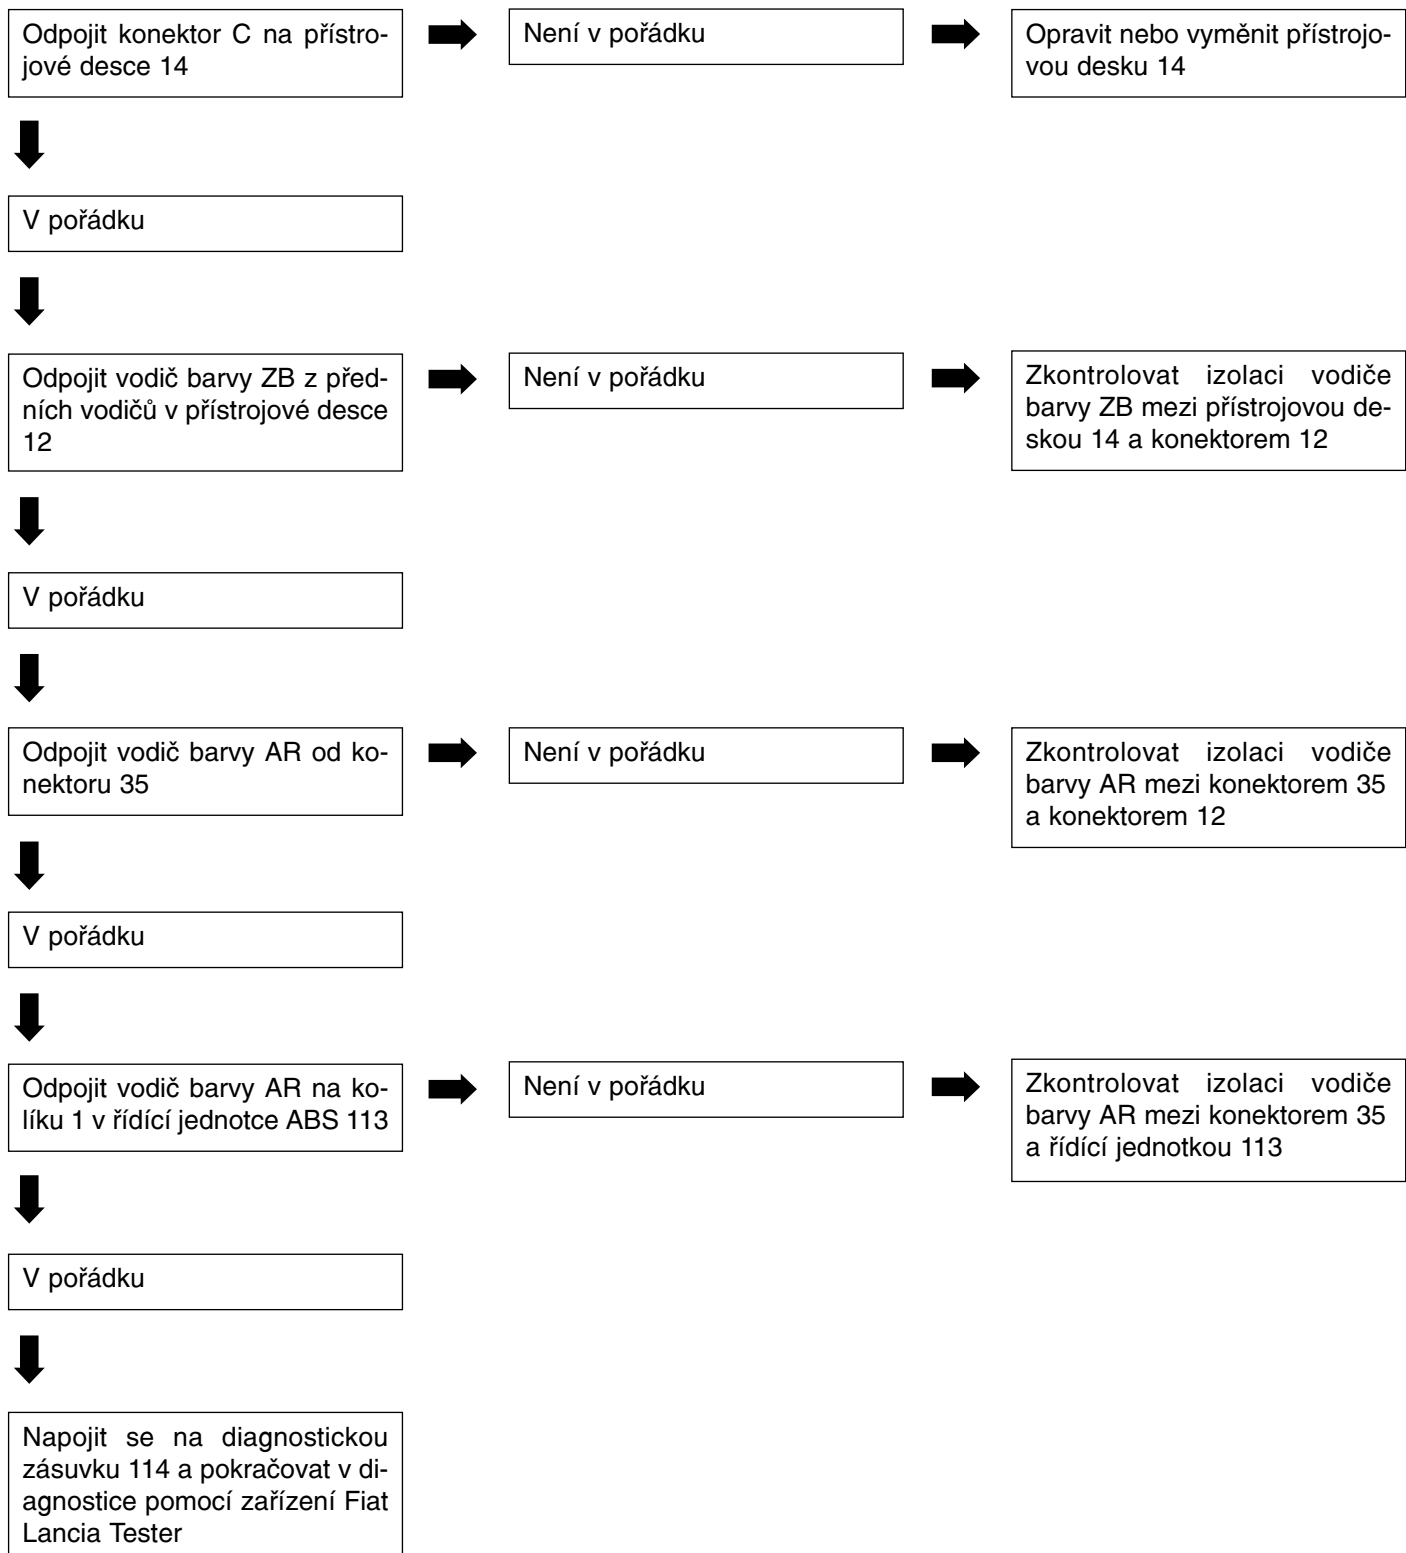 Odpojit konektor C na přístro-
jové desce 14
Není v pořádku
Opravit nebo vyměnit přístrojo-
vou desku 14
V pořádku
Odpojit vodič barvy ZB z před-
ních vodičů v přístrojové desce
12
Není v pořádku
Zkontrolovat izolaci vodiče
barvy ZB mezi přístrojovou de-
skou 14 a konektorem 12
V pořádku
Odpojit vodič barvy AR od ko-
nektoru 35
Není v pořádku
Zkontrolovat izolaci vodiče
barvy AR mezi konektorem 35
a konektorem 12
V pořádku
Odpojit vodič barvy AR na ko-
líku 1 v řídící jednotce ABS 113
Není v pořádku
Zkontrolovat izolaci vodiče
barvy AR mezi konektorem 35
a řídící jednotkou 113
V pořádku
Napojit se na diagnostickou
zásuvku 114 a pokračovat v di-
agnostice pomocí zařízení Fiat
Lancia Tester